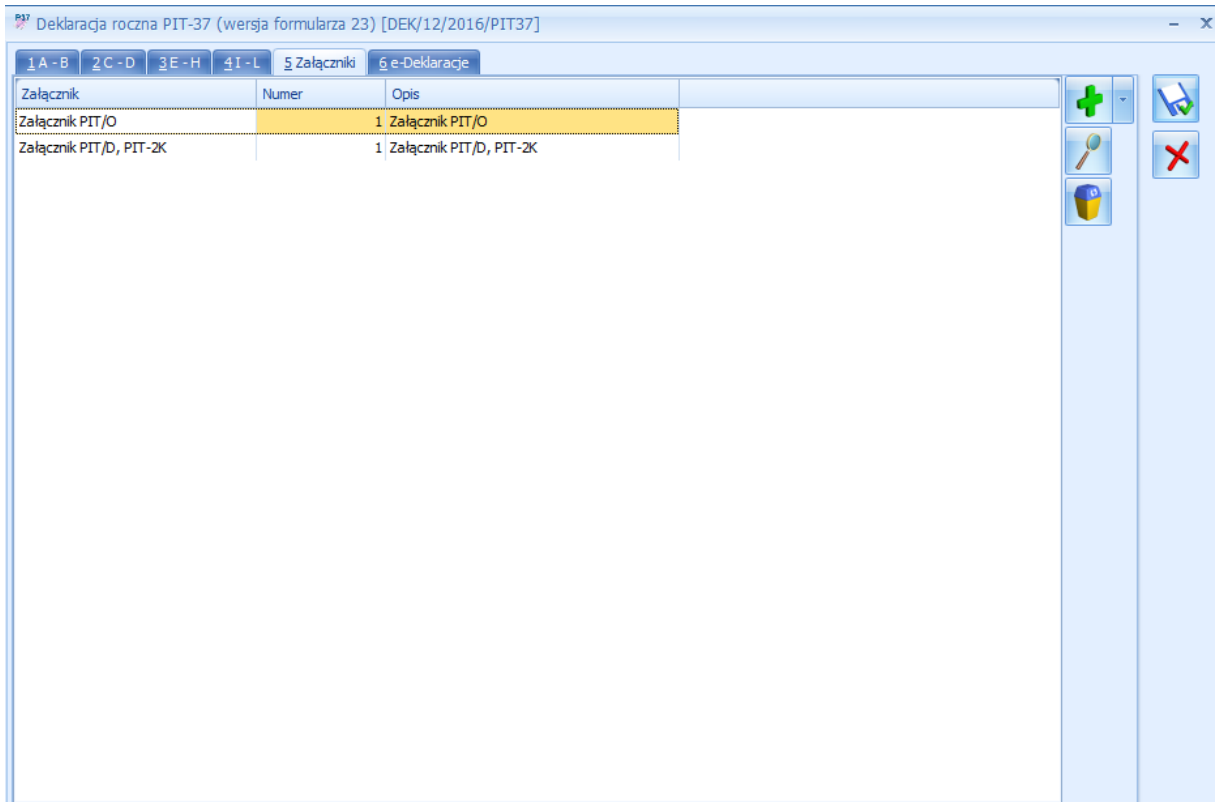 P37 Deklaracja roczna PIT-37 (wersja formularza 23) [DEK/12/2016/PIT37]
1 A - B 2 C - D 3 E - H 4 I - L 5 Załączniki 6 e-Deklaracje
Załącznik Numer Opis
Załącznik PIT/O 1 Załącznik PIT/O
Załącznik PIT/D, PIT-2K 1 Załącznik PIT/D, PIT-2K